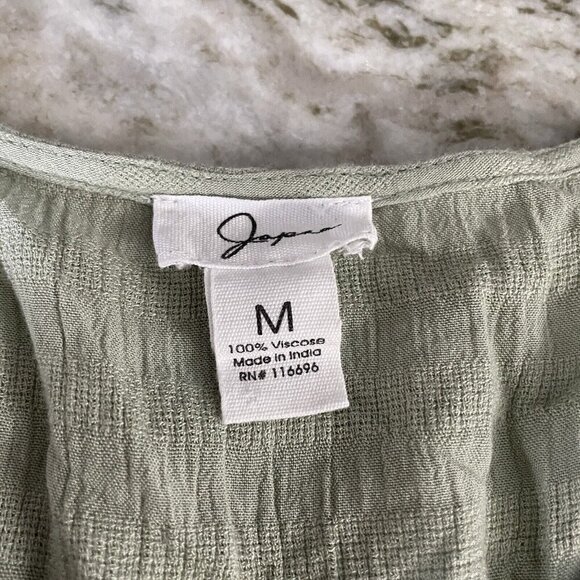 Japna
M
100% Viscose
Made in India
RN# 116696